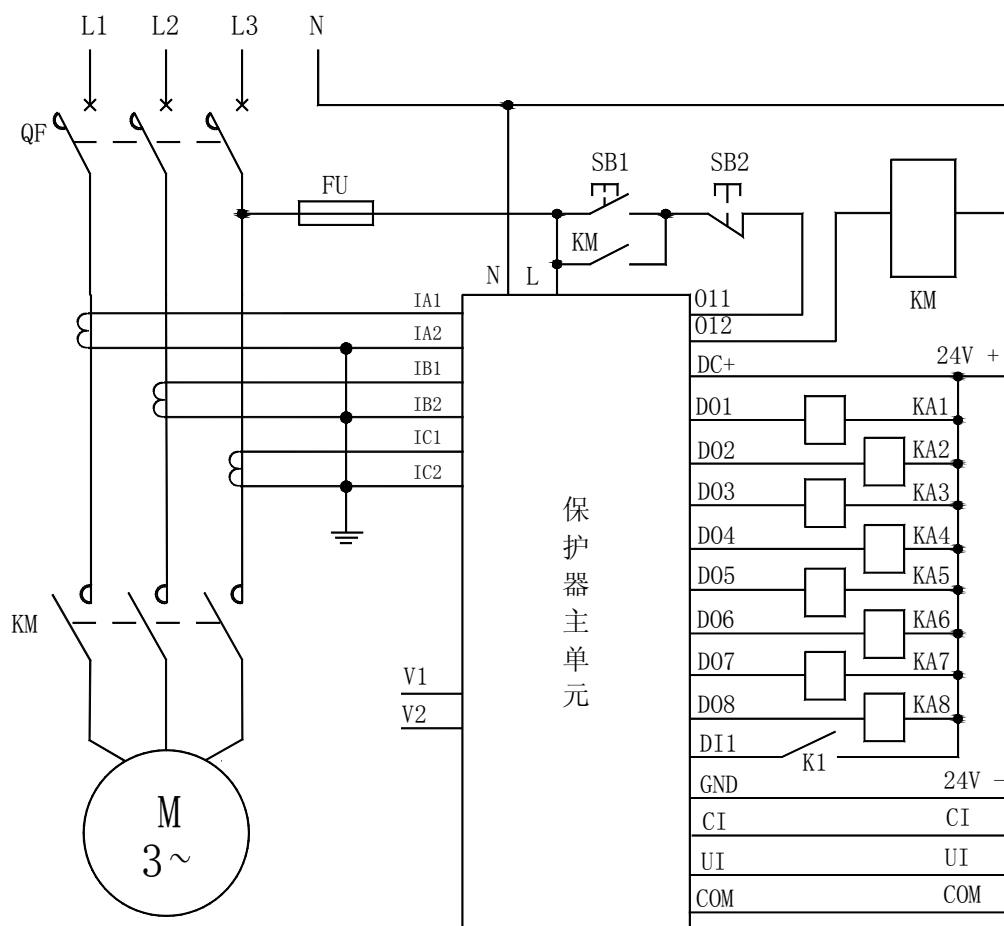 L1 L2 L3 N
QF
SB1 SB2
FU
KM
N L
KM
IA1 O11
O12
IA2
DC+ 24V +
IB1
IB2 DO1 KA1
IC1 DO2 KA2
IC2
DO3 KA3
DO4 KA4
DO5 KA5
KM DO6 KA6
DO7 KA7
V1
V2 DO8 KA8
DI1 K1
保
护
器
主
单
元
GND 24V −
M
3~
CI CI
UI UI
COM COM